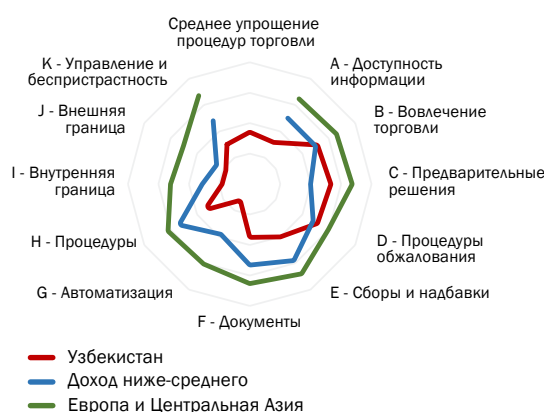 Среднее упрощение
процедур торговли
A - Доступность
информации
B - Вовлечение
торговли
C - Предварительные
решения
D - Процедуры
обжалования
E - Сборы и надбавки
F - Документы
G - Автоматизация
H - Процедуры
I - Внутренняя
граница
J - Внешняя
граница
K - Управление и
беспристрастность
Узбекистан
Доход ниже-среднего
Европа и Центральная Азия